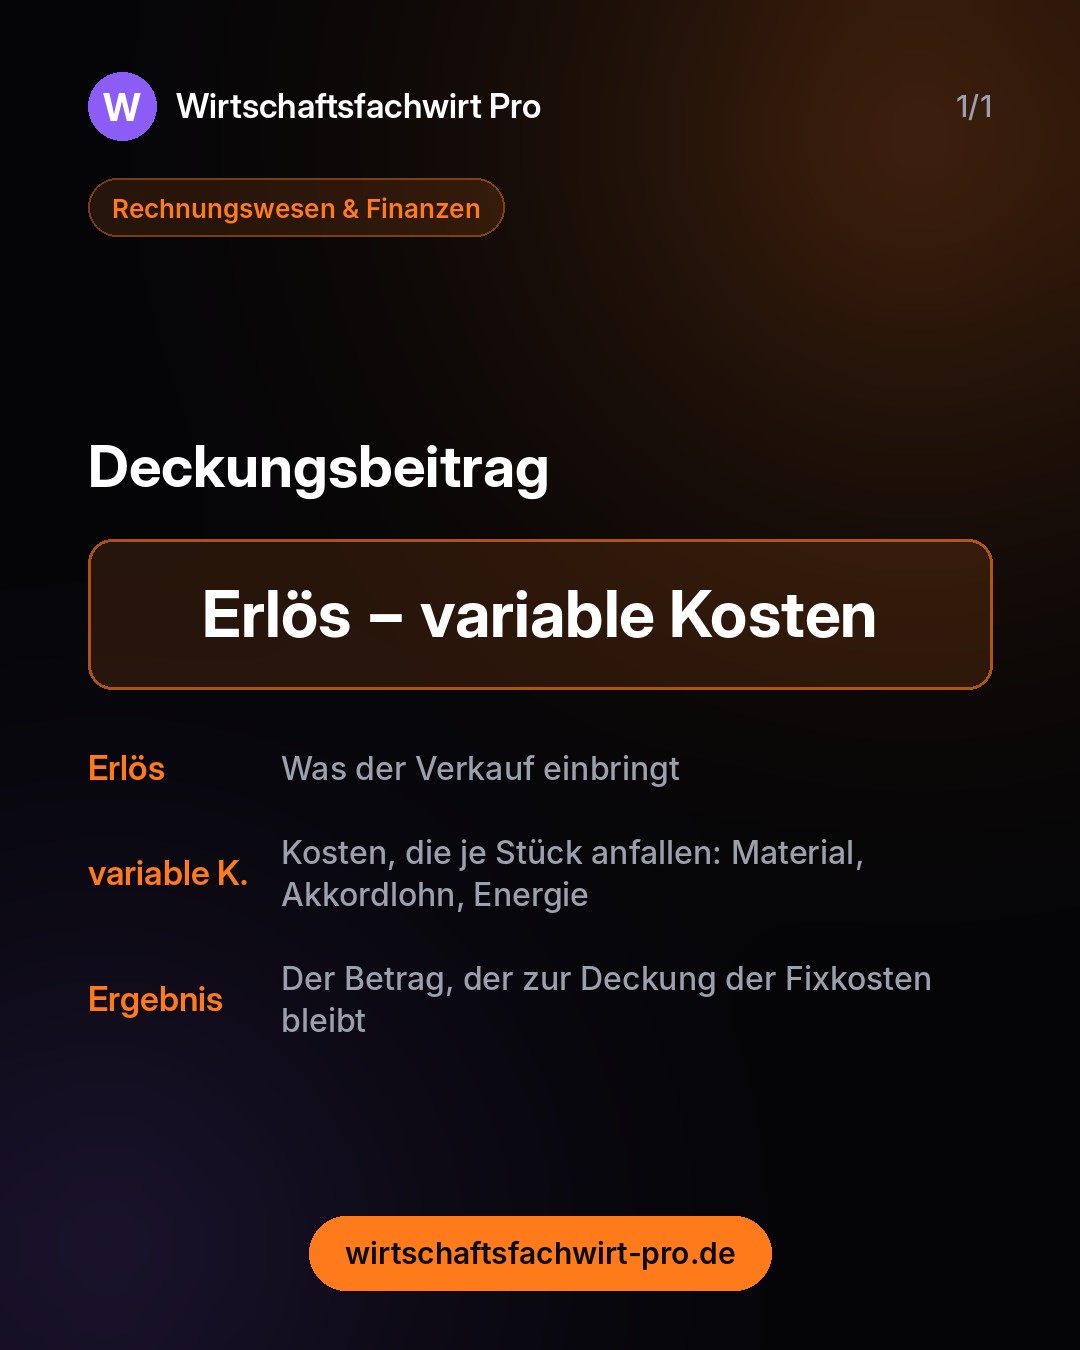 W Wirtschaftsfachwirt Pro 1/1
Rechnungswesen & Finanzen
Deckungsbeitrag
Erlös – variable Kosten
Erlös Was der Verkauf einbringt
variable K. Kosten, die je Stück anfallen: Material,
Akkordlohn, Energie
Ergebnis Der Betrag, der zur Deckung der Fixkosten
bleibt
wirtschaftsfachwirt-pro.de